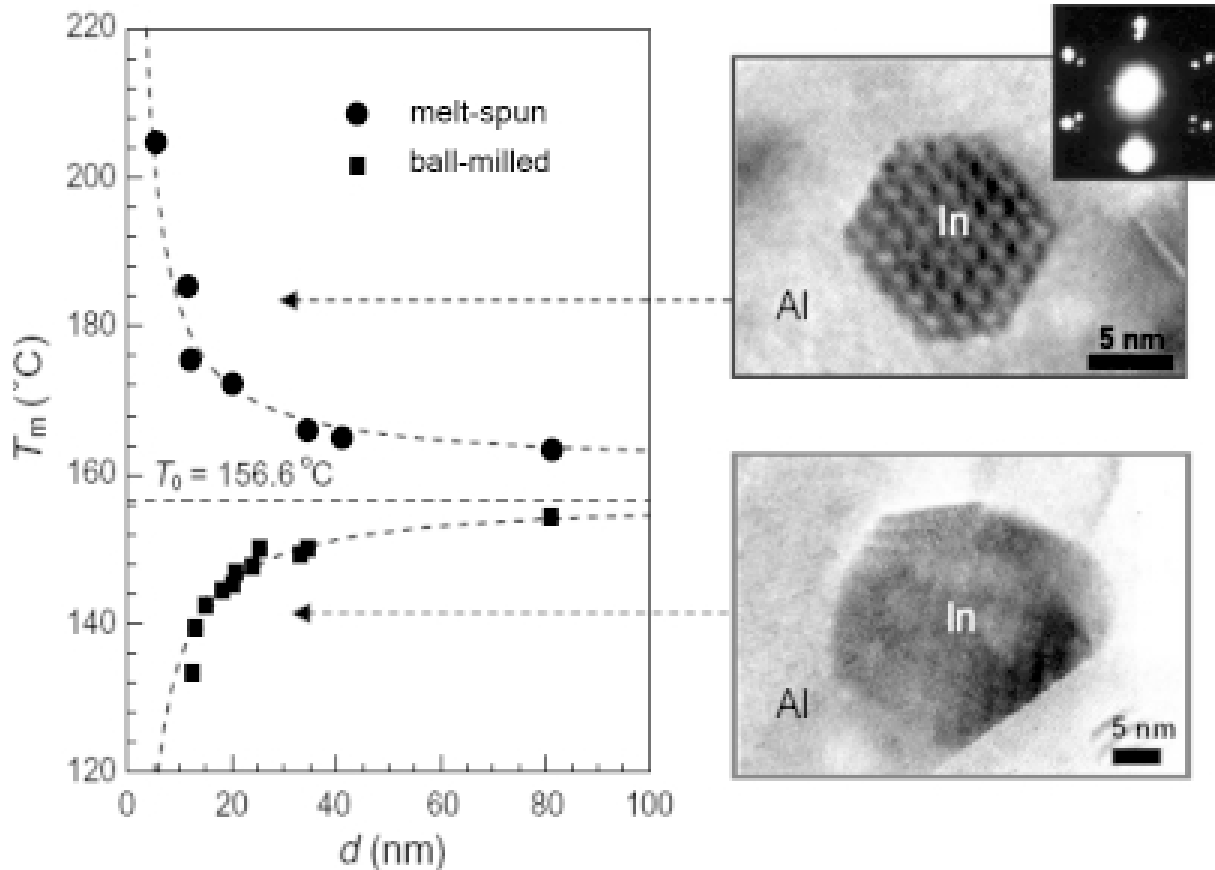 220
200
180
160
140
120
T_m (°C)
melt-spun
ball-milled
T₀ = 156.6 °C
0 20 40 60 80 100
d (nm)
In
Al
5 nm
In
Al
5 nm